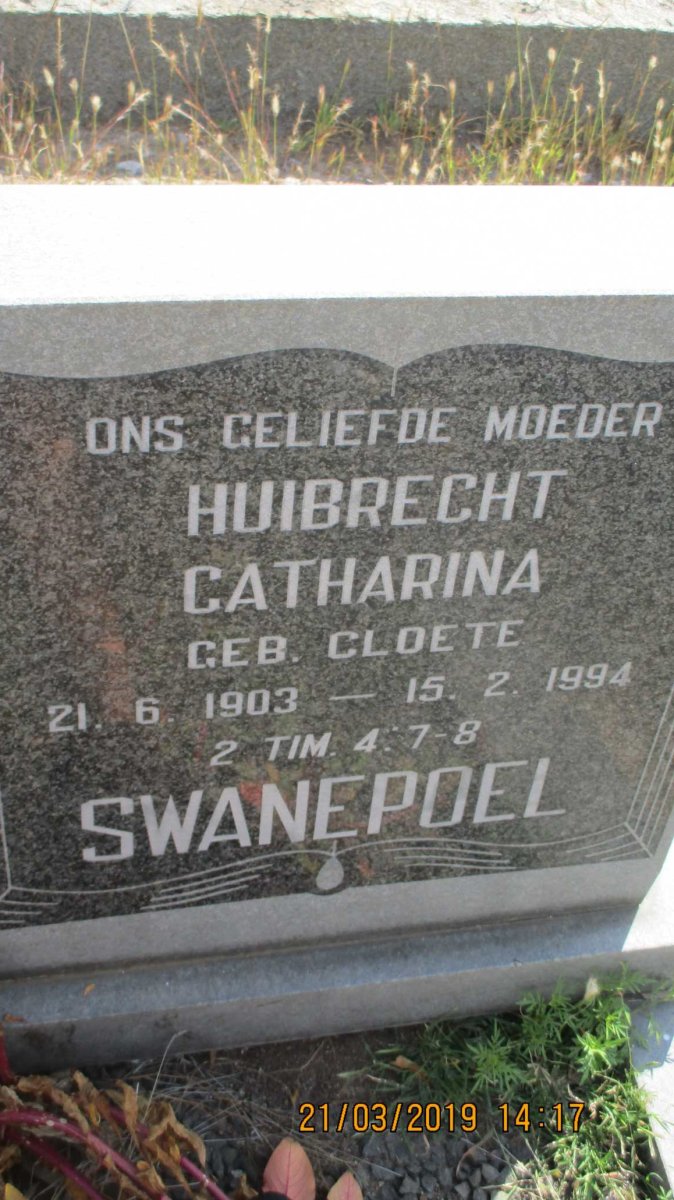 ONS GELIEFDE MOEDER
HUIBRECHT
CATHARINA
GEB. CLOETE
21. 6. 1903 — 15. 2. 1994
2 TIM. 4:7-8
SWANEPOEL
21/03/2019 14:17